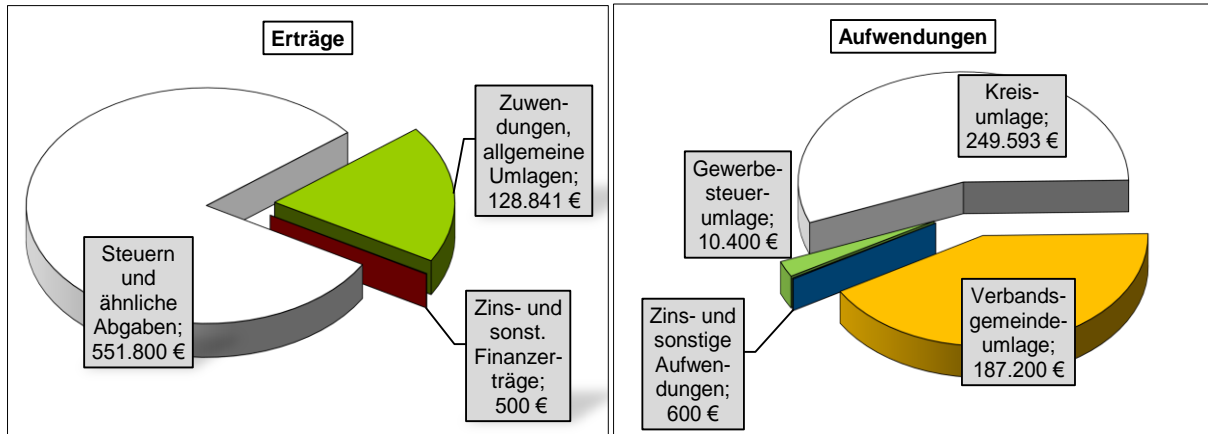 Erträge
Zuwen-
dungen,
allgemeine
Umlagen;
128.841 €
Steuern
und
ähnliche
Abgaben;
551.800 €
Zins- und
sonst.
Finanzer-
träge;
500 €
Aufwendungen
Kreis-
umlage;
249.593 €
Gewerbe-
steuer-
umlage;
10.400 €
Zins- und
sonstige
Aufwen-
dungen;
600 €
Verbands-
gemeinde-
umlage;
187.200 €